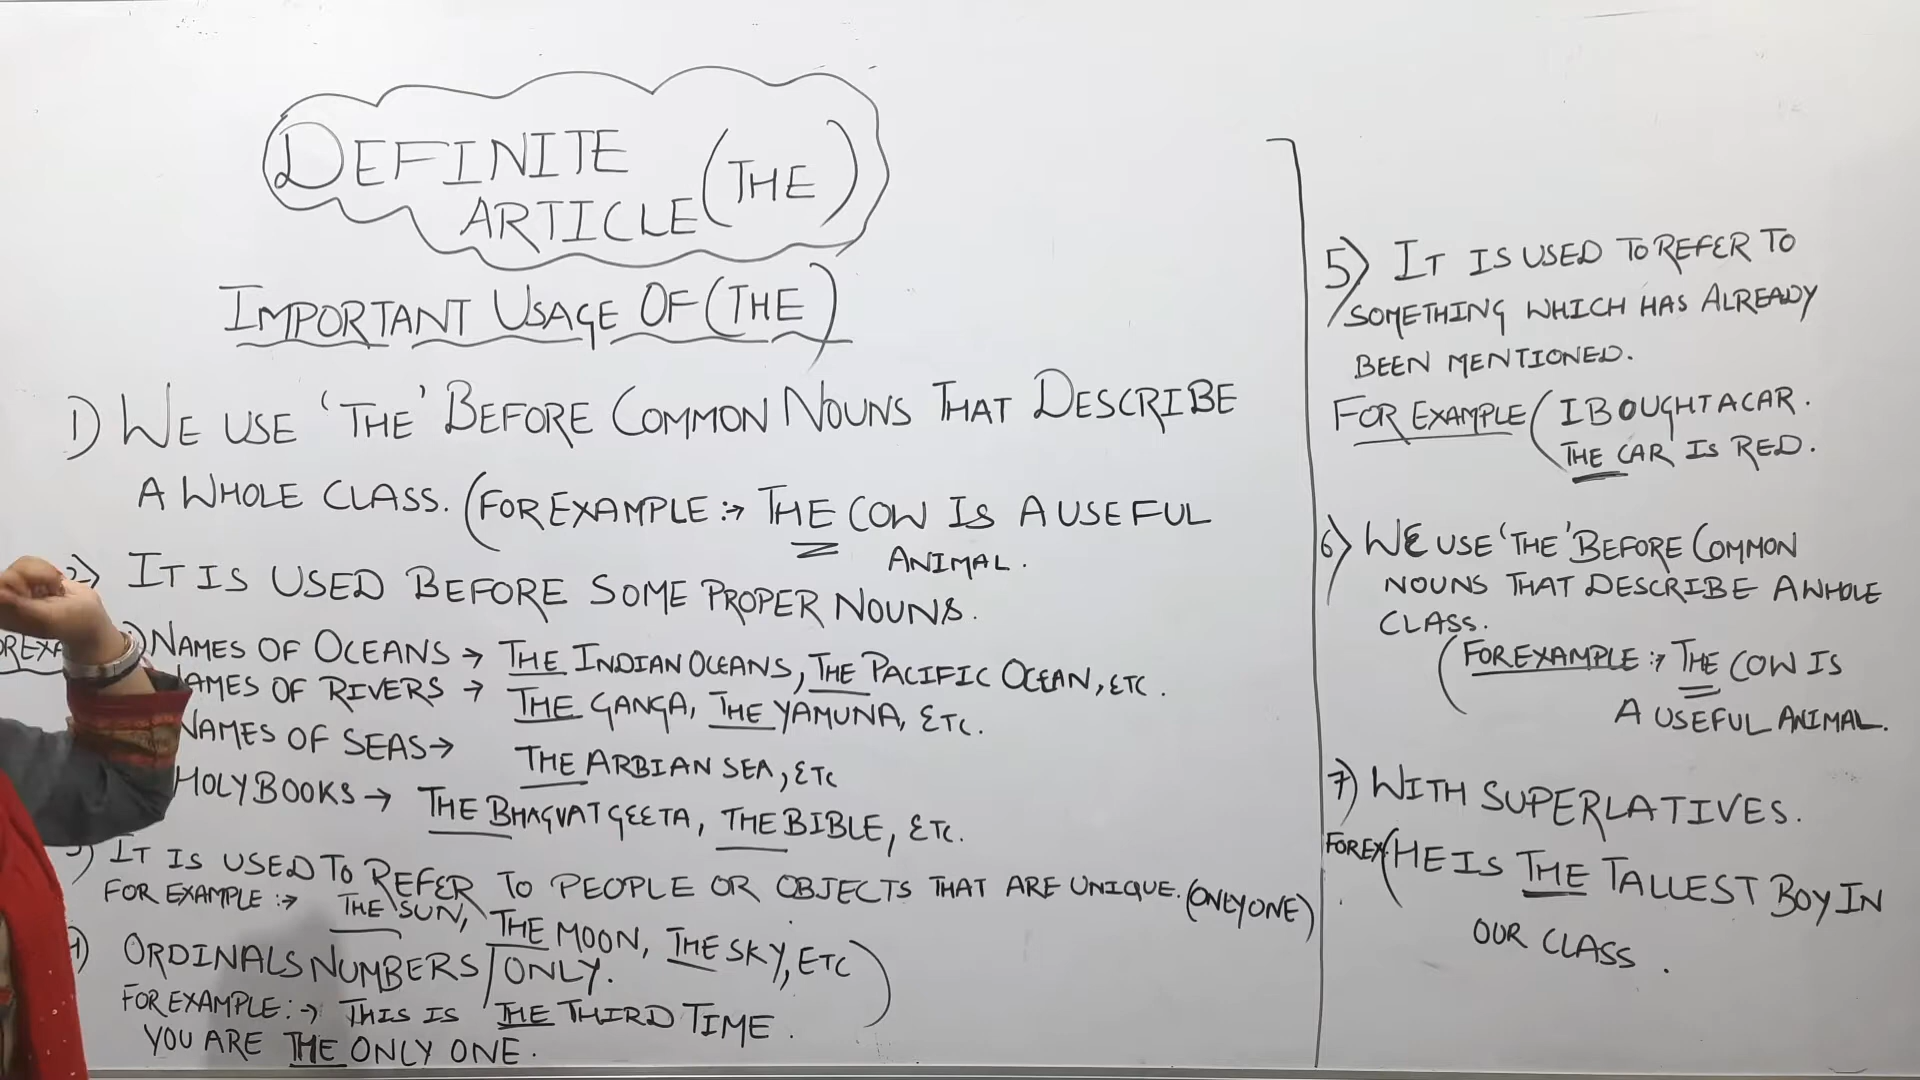 DEFINITE
ARTICLE (THE)
IMPORTANT USAGE OF (THE)
1) WE USE 'THE' BEFORE COMMON NOUNS THAT DESCRIBE
A WHOLE CLASS. (FOR EXAMPLE :→ THE COW IS A USEFUL
ANIMAL.
2) IT IS USED BEFORE SOME PROPER NOUNS.
NAMES OF OCEANS → THE INDIAN OCEANS, THE PACIFIC OCEAN, ETC.
NAMES OF RIVERS → THE GANGA, THE YAMUNA, ETC.
NAMES OF SEAS → THE ARBIAN SEA, ETC
HOLY BOOKS → THE BHAGVAT GEETA, THE BIBLE, ETC.
3) IT IS USED TO REFER TO PEOPLE OR OBJECTS THAT ARE UNIQUE. (ONLY ONE)
FOR EXAMPLE :→ THE SUN, THE MOON, THE SKY, ETC)
4) ORDINALS NUMBERS / ONLY.
FOR EXAMPLE :→ THIS IS THE THIRD TIME.
YOU ARE THE ONLY ONE.
5) IT IS USED TO REFER TO
SOMETHING WHICH HAS ALREADY
BEEN MENTIONED.
FOR EXAMPLE (I BOUGHT A CAR.
THE CAR IS RED.
6) WE USE 'THE' BEFORE COMMON
NOUNS THAT DESCRIBE A WHOLE
CLASS.
(FOR EXAMPLE :→ THE COW IS
A USEFUL ANIMAL.
7) WITH SUPERLATIVES.
FOR EX. (HE IS THE TALLEST BOY IN
OUR CLASS.